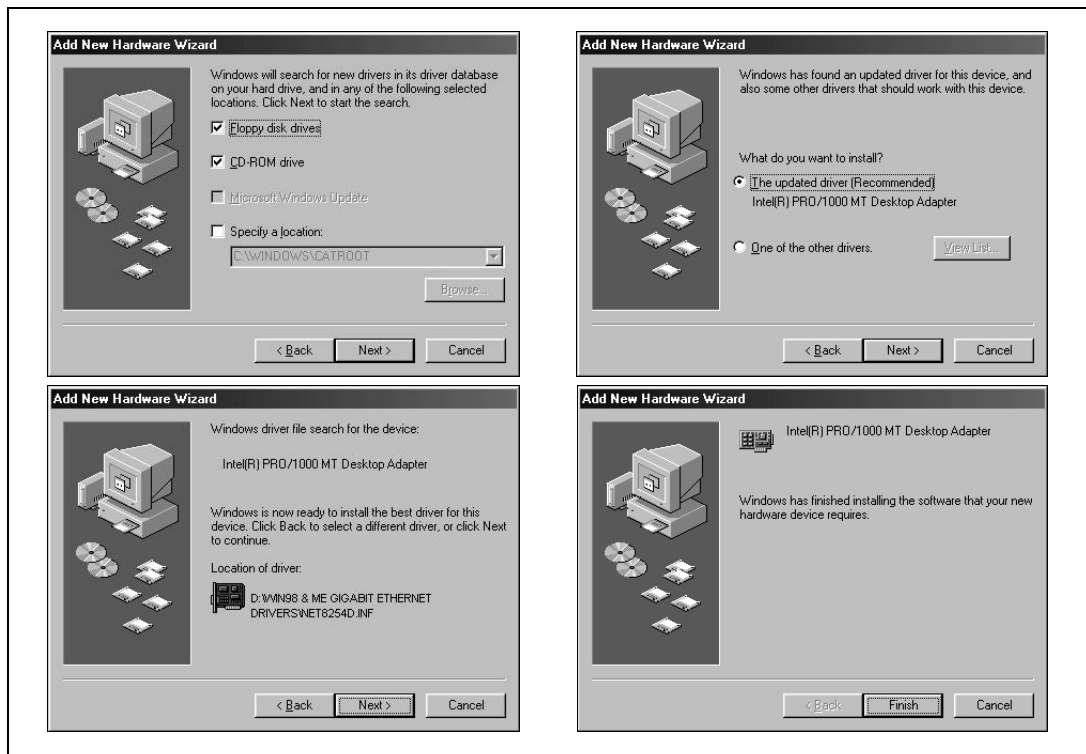 Add New Hardware Wizard
Windows will search for new drivers in its driver database
on your hard drive, and in any of the following selected
locations. Click Next to start the search.
Floppy disk drives
CD-ROM drive
Microsoft Windows Update
Specify a location:
C:\WINDOWS\CATROOT
Browse...
< Back
Next >
Cancel
Add New Hardware Wizard
Windows has found an updated driver for this device, and
also some other drivers that should work with this device.
What do you want to install?
The updated driver (Recommended)
Intel(R) PRO/1000 MT Desktop Adapter
One of the other drivers.
View List...
< Back
Next >
Cancel
Add New Hardware Wizard
Windows driver file search for the device:
Intel(R) PRO/1000 MT Desktop Adapter
Windows is now ready to install the best driver for this
device. Click Back to select a different driver, or click Next
to continue.
Location of driver:
D:\WIN98 & ME GIGABIT ETHERNET
DRIVERS\NET8254D.INF
< Back
Next >
Cancel
Add New Hardware Wizard
Intel(R) PRO/1000 MT Desktop Adapter
Windows has finished installing the software that your new
hardware device requires.
< Back
Finish
Cancel